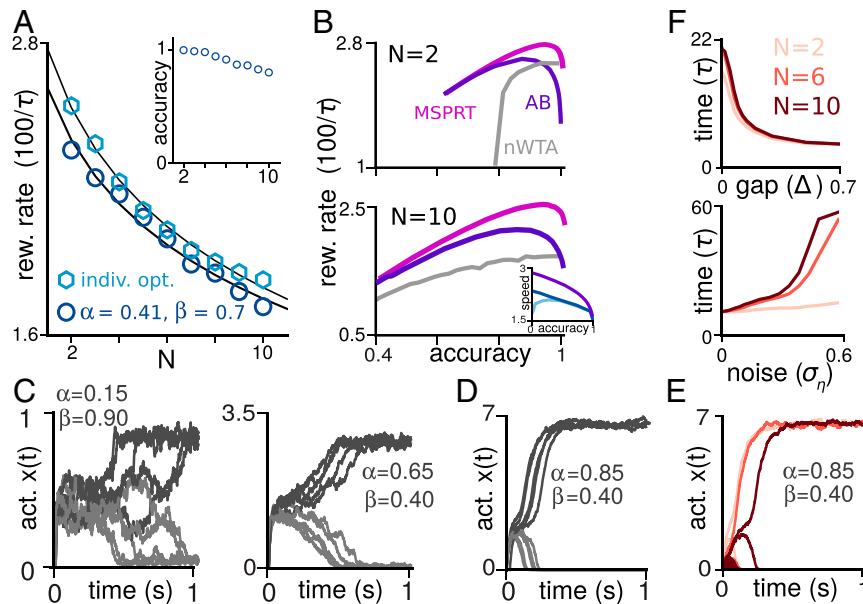 A
2.8
rew. rate (100/τ)
1.6
2
10
N
indiv. opt.
α = 0.41, β = 0.7
1
accuracy
0
2
10
B
2.8
rew. rate (100/τ)
1
N=2
MSPRT
AB
nWTA
2.5
0.5
N=10
0.4
accuracy
1
3
speed
1.5
0
accuracy
1
F
22
time (τ)
0
N=2
N=6
N=10
0
gap (Δ)
0.7
60
time (τ)
0
0
noise (ση)
0.6
C
1
act. x(t)
0
α=0.15
β=0.90
0
time (s)
1
3.5
0
α=0.65
β=0.40
0
time (s)
1
D
7
act. x(t)
0
α=0.85
β=0.40
0
time (s)
1
E
7
act. x(t)
0
α=0.85
β=0.40
0
time (s)
1